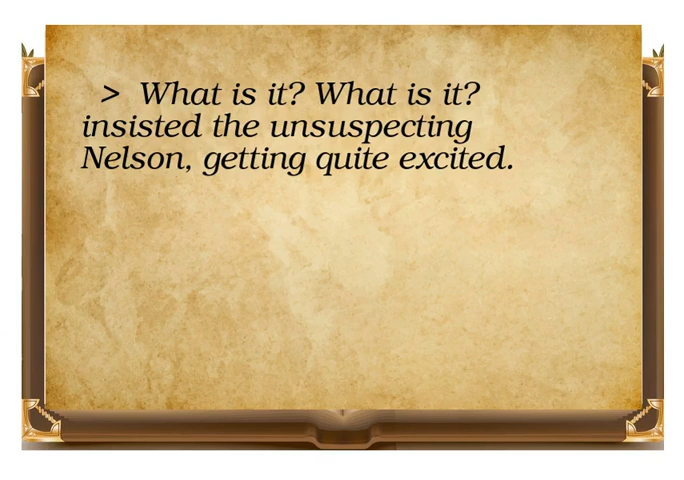 > What is it? What is it?
insisted the unsuspecting
Nelson, getting quite excited.